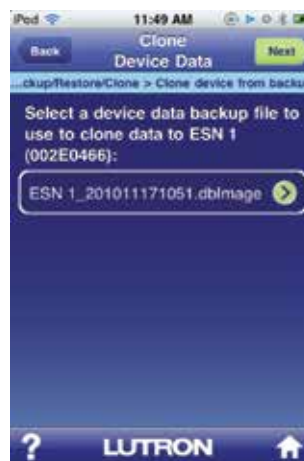 iPod 11:49 AM
Back
Clone
Device Data
Next
...ckup/Restore/Clone > Clone device from backu
Select a device data backup file to
use to clone data to ESN 1
(002E0466):
ESN 1_201011171051.dbImage
?
LUTRON